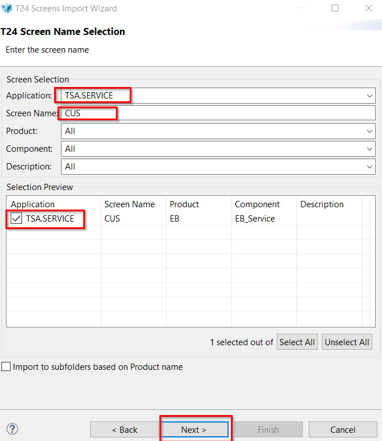 T24 Screens Import Wizard
T24 Screen Name Selection
Enter the screen name
Screen Selection
Application: TSA.SERVICE
Screen Name: CUS
Product: All
Component: All
Description: All
Selection Preview
Application Screen Name Product Component Description
TSA.SERVICE CUS EB EB_Service
1 selected out of Select All Unselect All
Import to subfolders based on Product name
? < Back Next > Finish Cancel